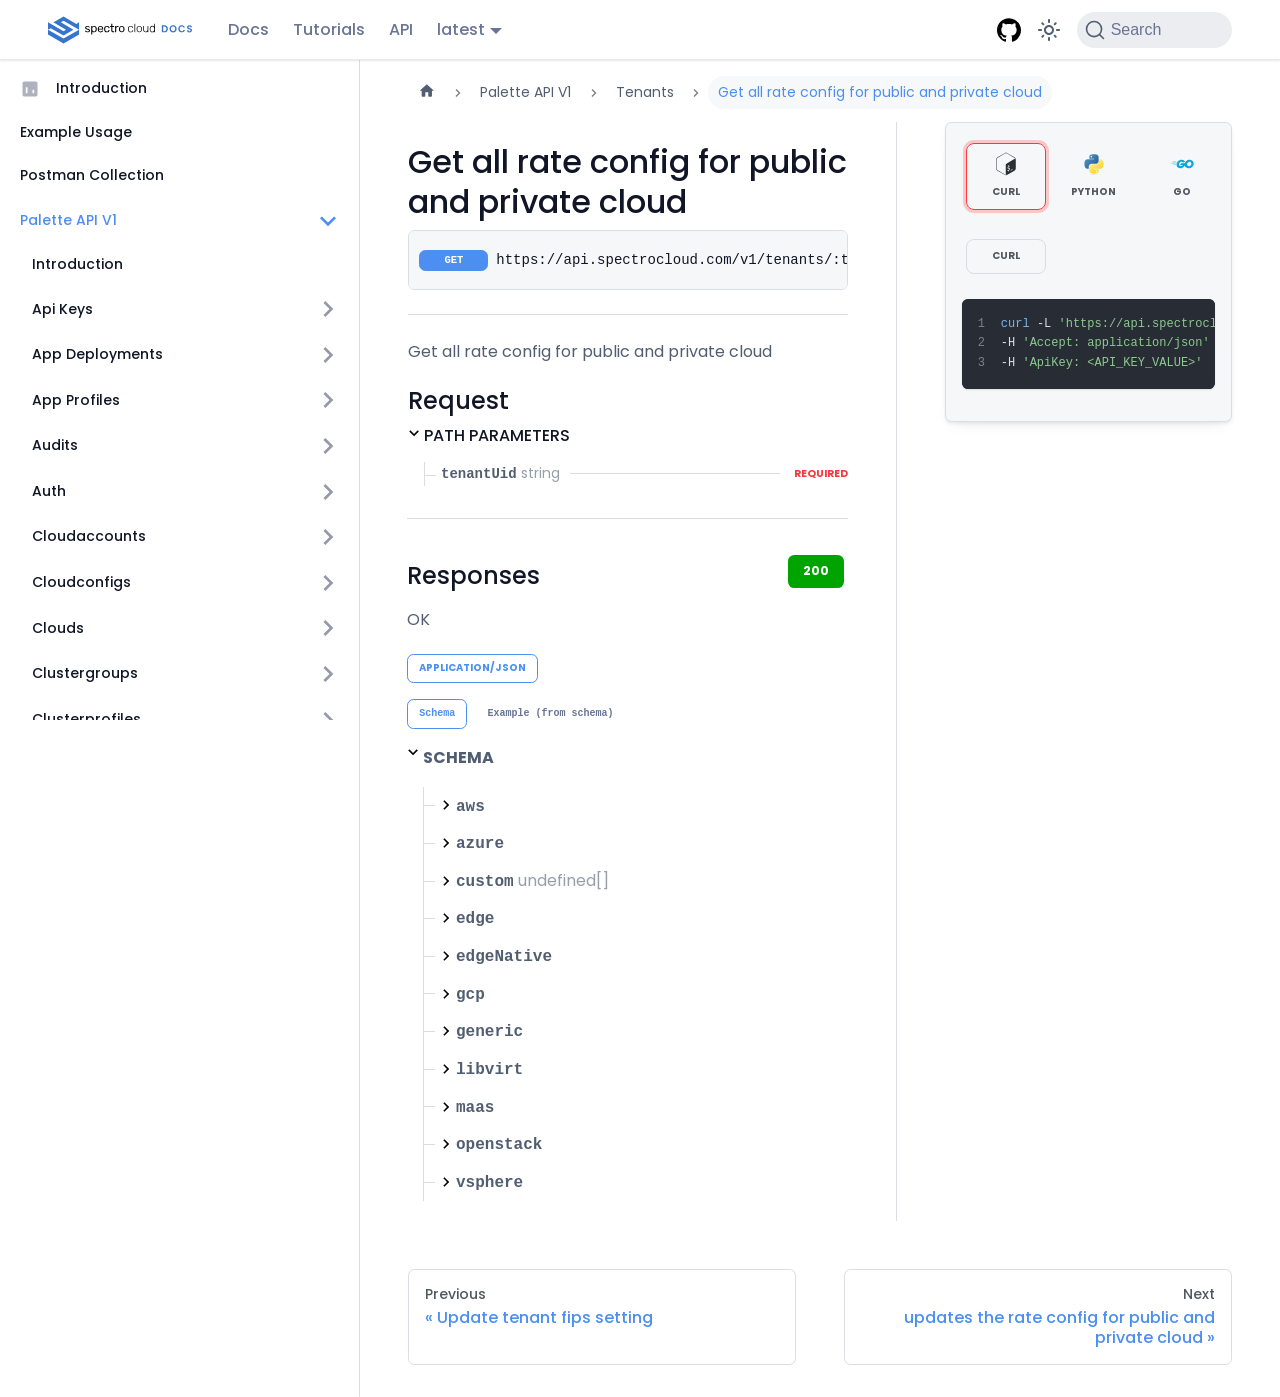 spectro cloud DOCS
Docs
Tutorials
API
latest
Search
Introduction
Example Usage
Postman Collection
Palette API V1
Introduction
Api Keys
App Deployments
App Profiles
Audits
Auth
Cloudaccounts
Cloudconfigs
Clouds
Clustergroups
Clusterprofiles
Palette API V1
Tenants
Get all rate config for public and private cloud
Get all rate config for public
and private cloud
GET https://api.spectrocloud.com/v1/tenants/:t
Get all rate config for public and private cloud
Request
PATH PARAMETERS
tenantUid string REQUIRED
Responses
200
OK
APPLICATION/JSON
Schema
Example (from schema)
SCHEMA
aws
azure
custom undefined[]
edge
edgeNative
gcp
generic
libvirt
maas
openstack
vsphere
CURL
PYTHON
GO
CURL
1 curl -L 'https://api.spectrocl
2 -H 'Accept: application/json'
3 -H 'ApiKey: <API_KEY_VALUE>'
Previous
« Update tenant fips setting
Next
updates the rate config for public and
private cloud »